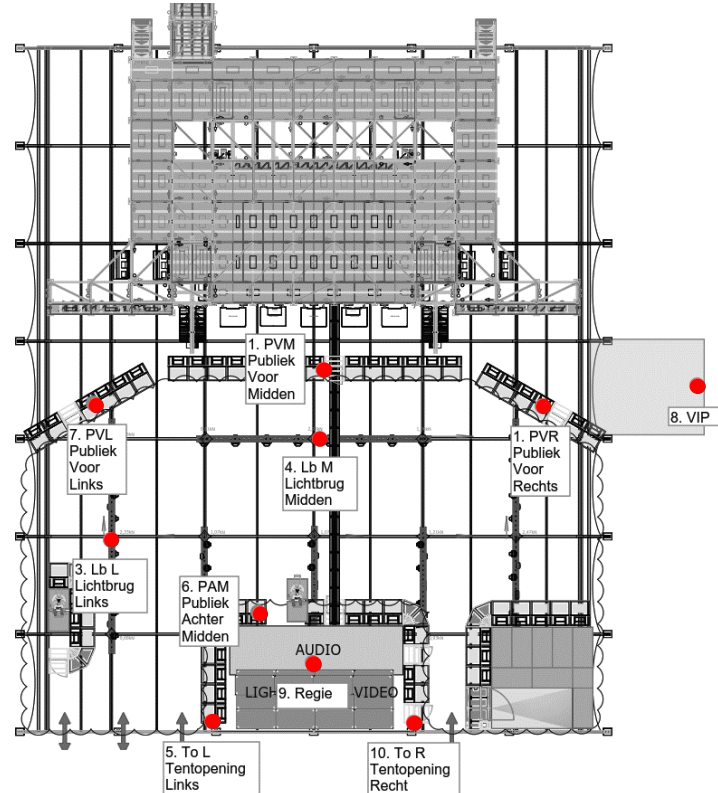 1. PVM
Publiek
Voor
Midden
8. VIP
7. PVL
Publiek
Voor
Links
1. PVR
Publiek
Voor
Rechts
4. Lb M
Lichtbrug
Midden
3. Lb L
Lichtbrug
Links
6. PAM
Publiek
Achter
Midden
AUDIO
LIGH
9. Regie
VIDEO
5. To L
Tentopening
Links
10. To R
Tentopening
Recht